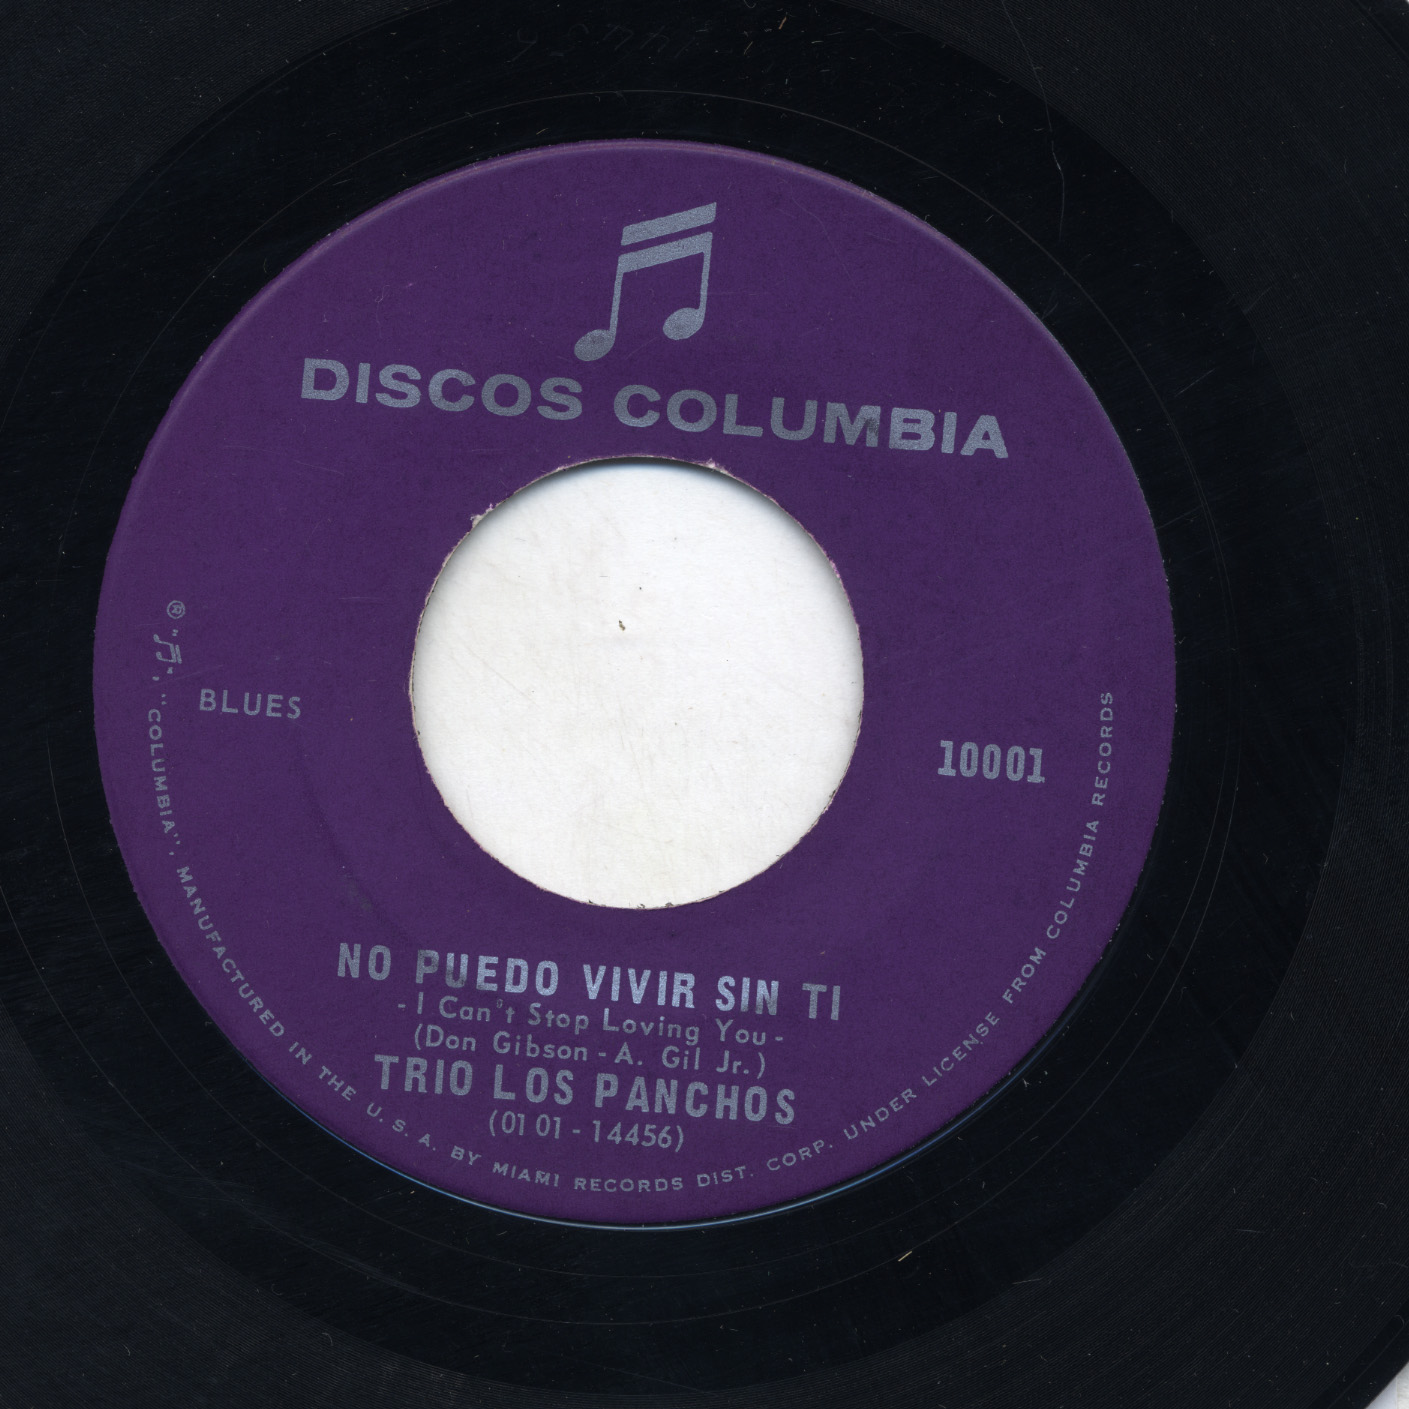 DISCOS COLUMBIA
BLUES
10001
NO PUEDO VIVIR SIN TI
- I Can't Stop Loving You -
(Don Gibson - A. Gil Jr.)
TRIO LOS PANCHOS
(01 01 - 14456)
® "♫", "COLUMBIA", MANUFACTURED IN THE U. S. A. BY MIAMI RECORDS DIST. CORP. UNDER LICENSE FROM COLUMBIA RECORDS